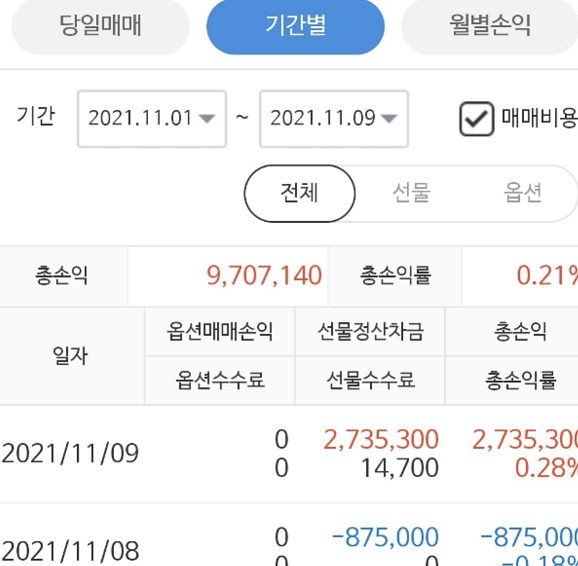 당일매매 기간별 월별손익
기간 2021.11.01 ~ 2021.11.09 매매비용
전체 선물 옵션
총손익 9,707,140 총손익률 0.21%
일자 옵션매매손익 선물정산차금 총손익
옵션수수료 선물수수료 총손익률
2021/11/09 0 2,735,300 2,735,300
0 14,700 0.28%
2021/11/08 0 -875,000 -875,000
0 0 -0.18%